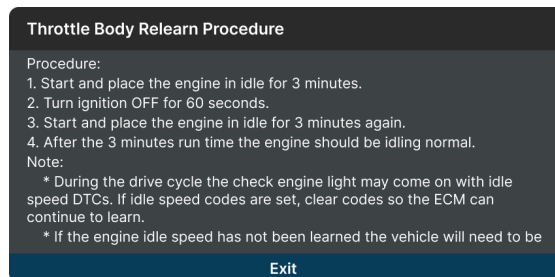 Throttle Body Relearn Procedure
Procedure:
1. Start and place the engine in idle for 3 minutes.
2. Turn ignition OFF for 60 seconds.
3. Start and place the engine in idle for 3 minutes again.
4. After the 3 minutes run time the engine should be idling normal.
Note:
* During the drive cycle the check engine light may come on with idle
speed DTCs. If idle speed codes are set, clear codes so the ECM can
continue to learn.
* If the engine idle speed has not been learned the vehicle will need to be
Exit